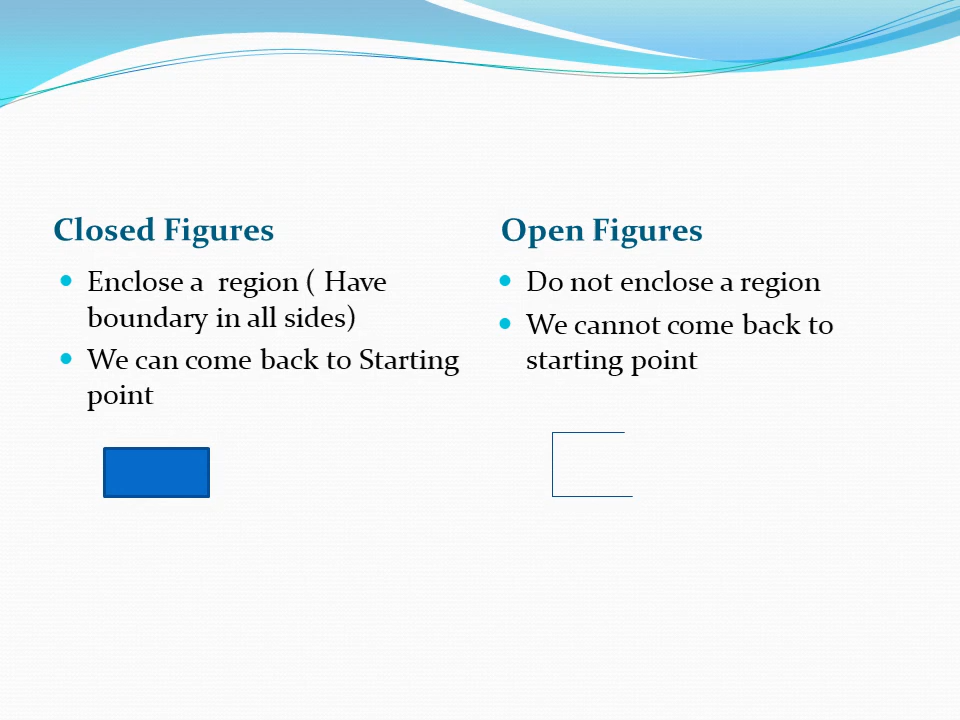 Closed Figures
Enclose a  region ( Have
boundary in all sides)
We can come back to Starting
point
Open Figures
Do not enclose a region
We cannot come back to
starting point